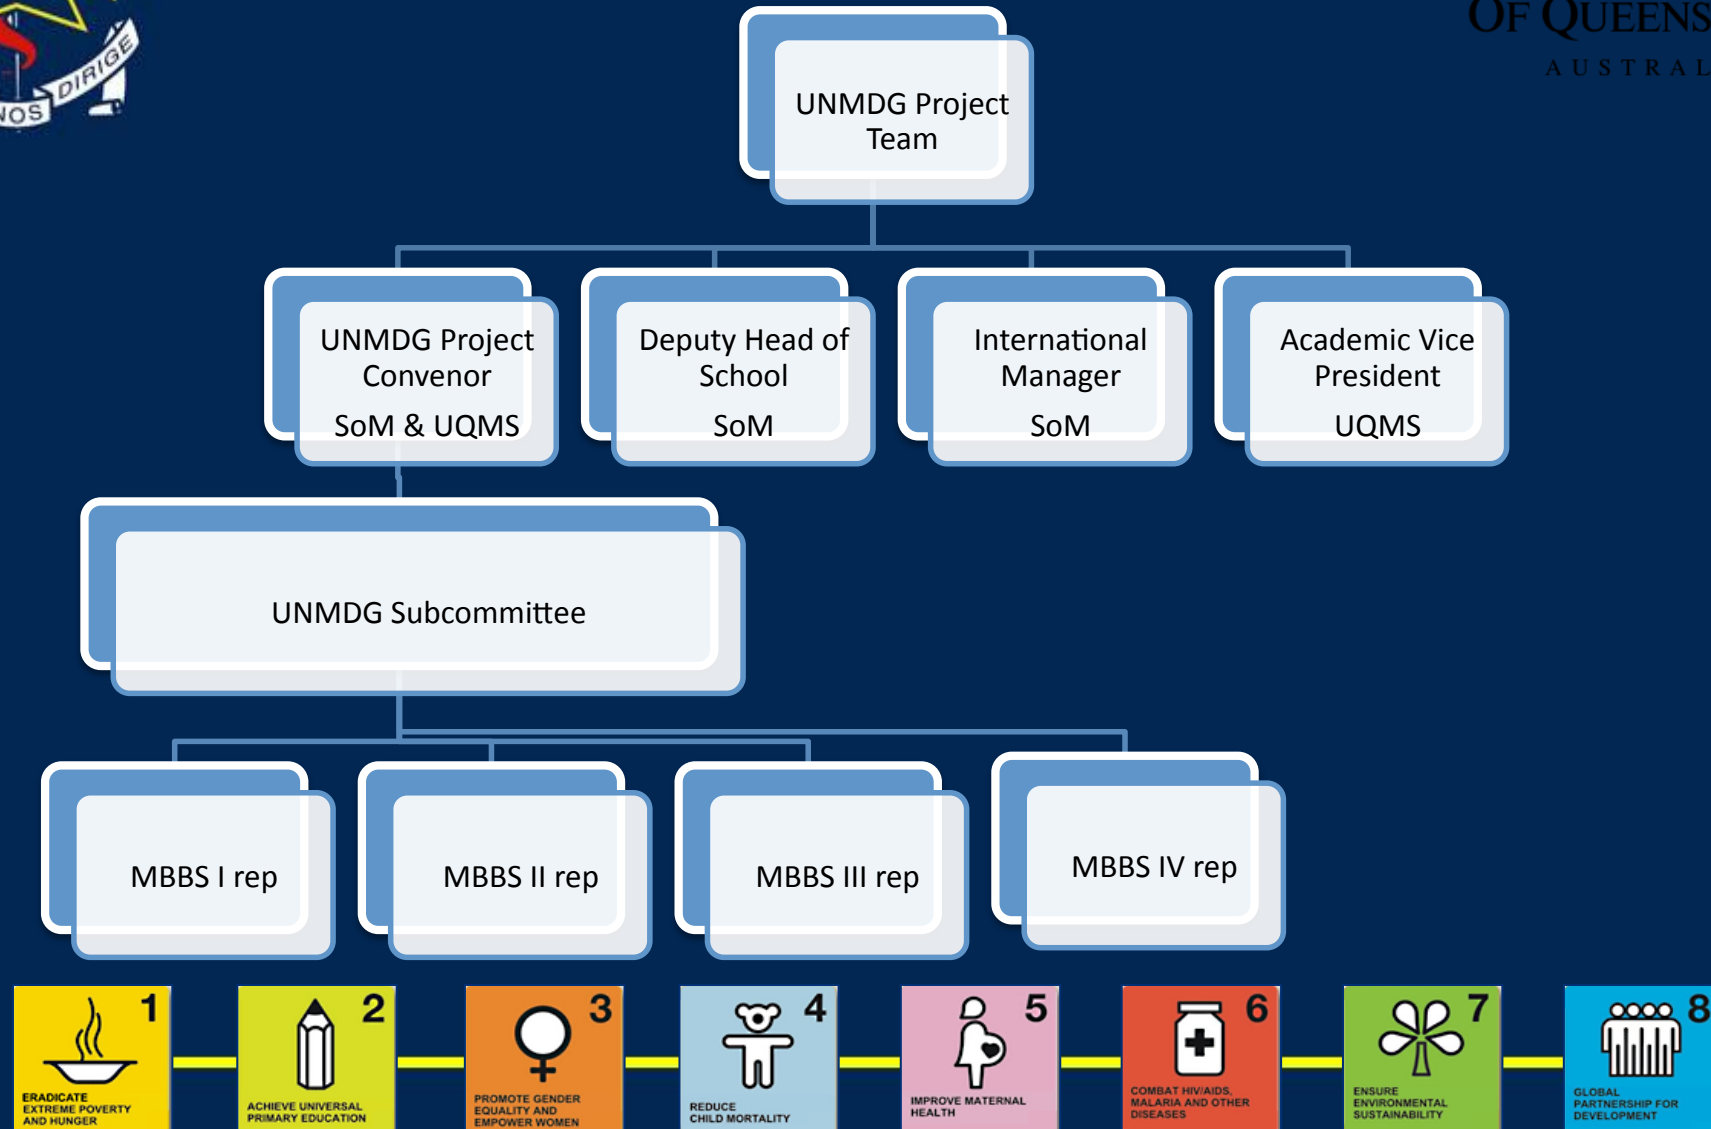 NOS DIRIGE
OF QUEENS
AUSTRAL
UNMDG Project
Team
UNMDG Project
Convenor
SoM & UQMS
Deputy Head of
School
SoM
International
Manager
SoM
Academic Vice
President
UQMS
UNMDG Subcommittee
MBBS I rep
MBBS II rep
MBBS III rep
MBBS IV rep
1
ERADICATE
EXTREME POVERTY
AND HUNGER
2
ACHIEVE UNIVERSAL
PRIMARY EDUCATION
3
PROMOTE GENDER
EQUALITY AND
EMPOWER WOMEN
4
REDUCE
CHILD MORTALITY
5
IMPROVE MATERNAL
HEALTH
6
COMBAT HIV/AIDS,
MALARIA AND OTHER
DISEASES
7
ENSURE
ENVIRONMENTAL
SUSTAINABILITY
8
GLOBAL
PARTNERSHIP FOR
DEVELOPMENT